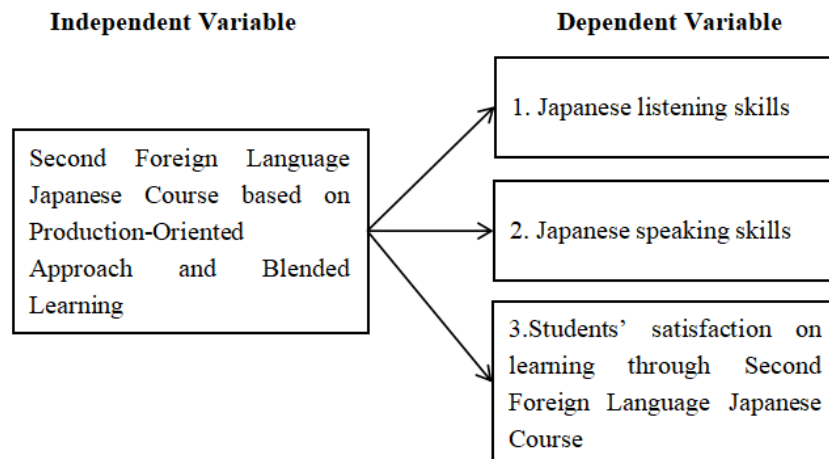 Independent Variable
Dependent Variable
Second Foreign Language
Japanese Course based on
Production-Oriented
Approach and Blended
Learning
1. Japanese listening skills
2. Japanese speaking skills
3.Students’ satisfaction on
learning through Second
Foreign Language Japanese
Course